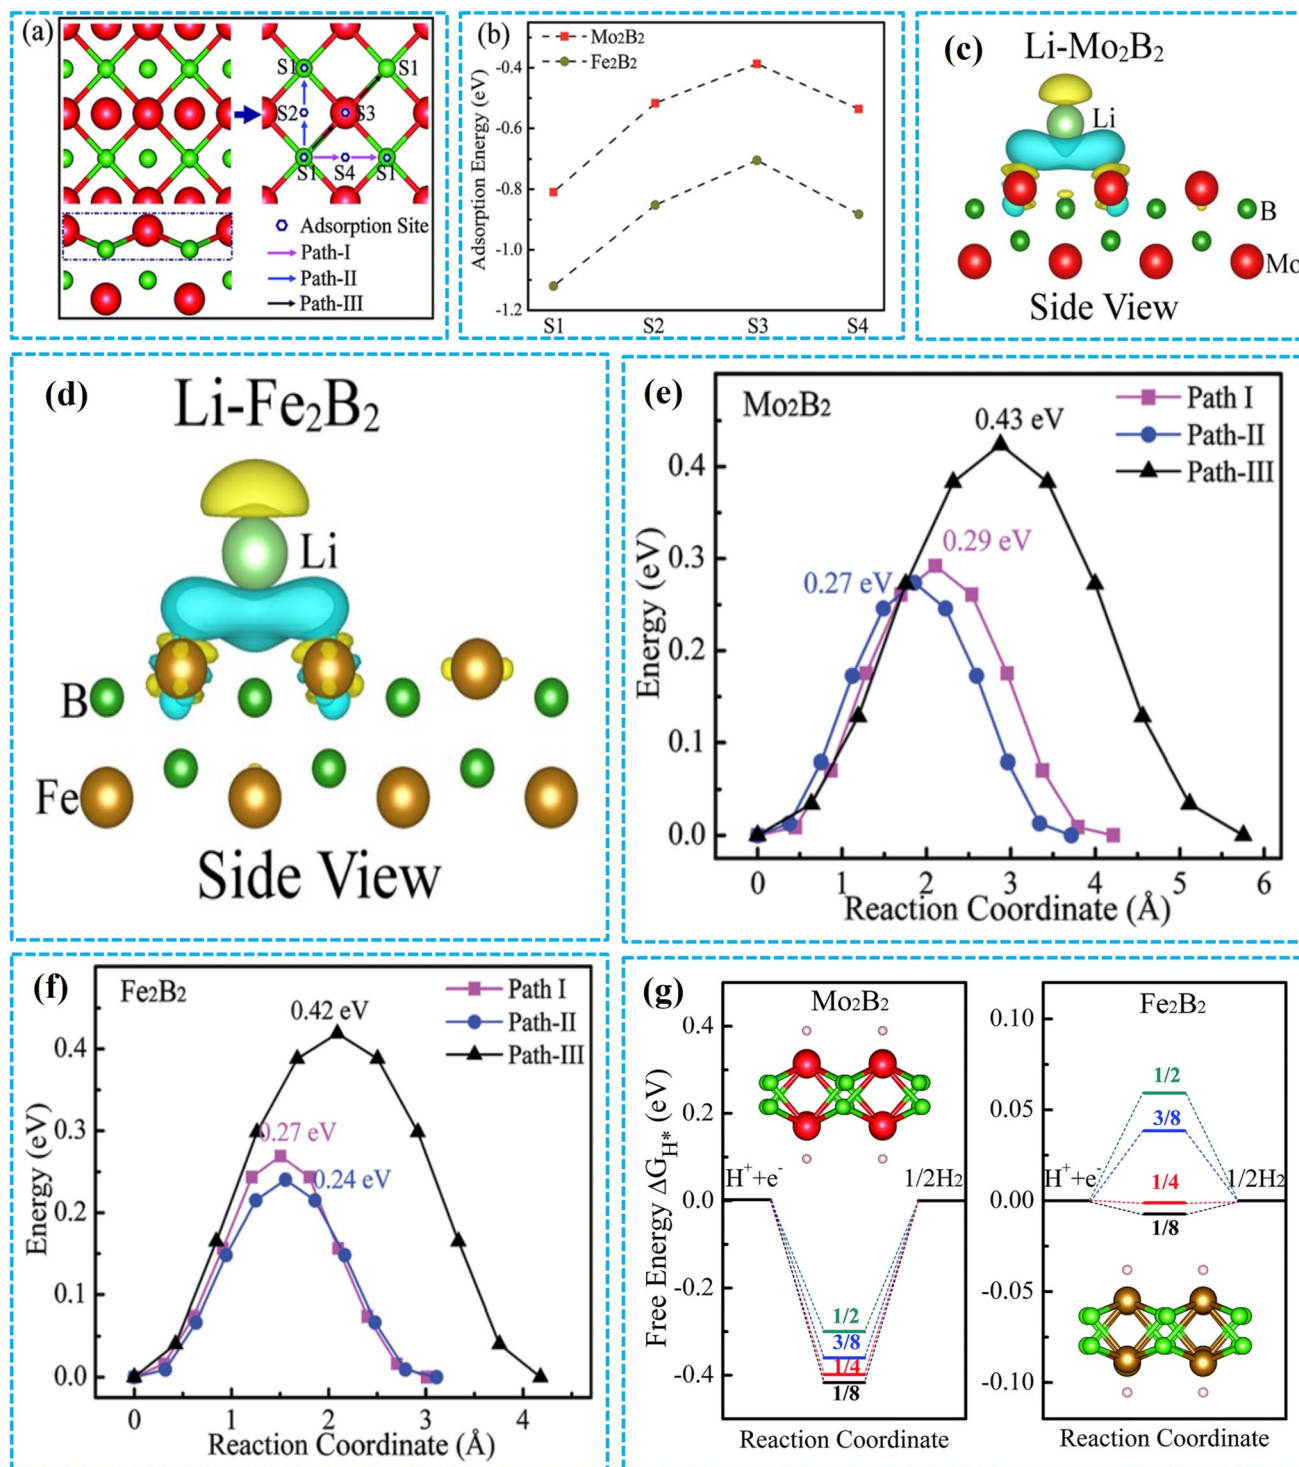 (a)
S1
S1
S2
S3
S1
S4
S1
Adsorption Site
Path-I
Path-II
Path-III
(b)
Mo₂B₂
Fe₂B₂
Adsorption Energy (eV)
-0.4
-0.6
-0.8
-1.0
-1.2
S1
S2
S3
S4
(c)
Li-Mo₂B₂
Li
B
Mo
Side View
(d)
Li-Fe₂B₂
Li
B
Fe
Side View
(e)
Mo₂B₂
Path I
Path-II
Path-III
0.43 eV
0.29 eV
0.27 eV
Energy (eV)
0.4
0.3
0.2
0.1
0.0
0 1 2 3 4 5 6
Reaction Coordinate (Å)
(f)
Fe₂B₂
Path I
Path-II
Path-III
0.42 eV
0.27 eV
0.24 eV
Energy (eV)
0.4
0.3
0.2
0.1
0.0
0 1 2 3 4
Reaction Coordinate (Å)
(g)
Mo₂B₂
Free Energy ΔG_H* (eV)
0.4
0.2
0.0
-0.2
-0.4
H⁺+e⁻
1/2H₂
1/2
3/8
1/4
1/8
Reaction Coordinate
Fe₂B₂
0.10
0.05
0.00
-0.05
-0.10
1/2
3/8
1/4
1/8
H⁺+e⁻
1/2H₂
Reaction Coordinate